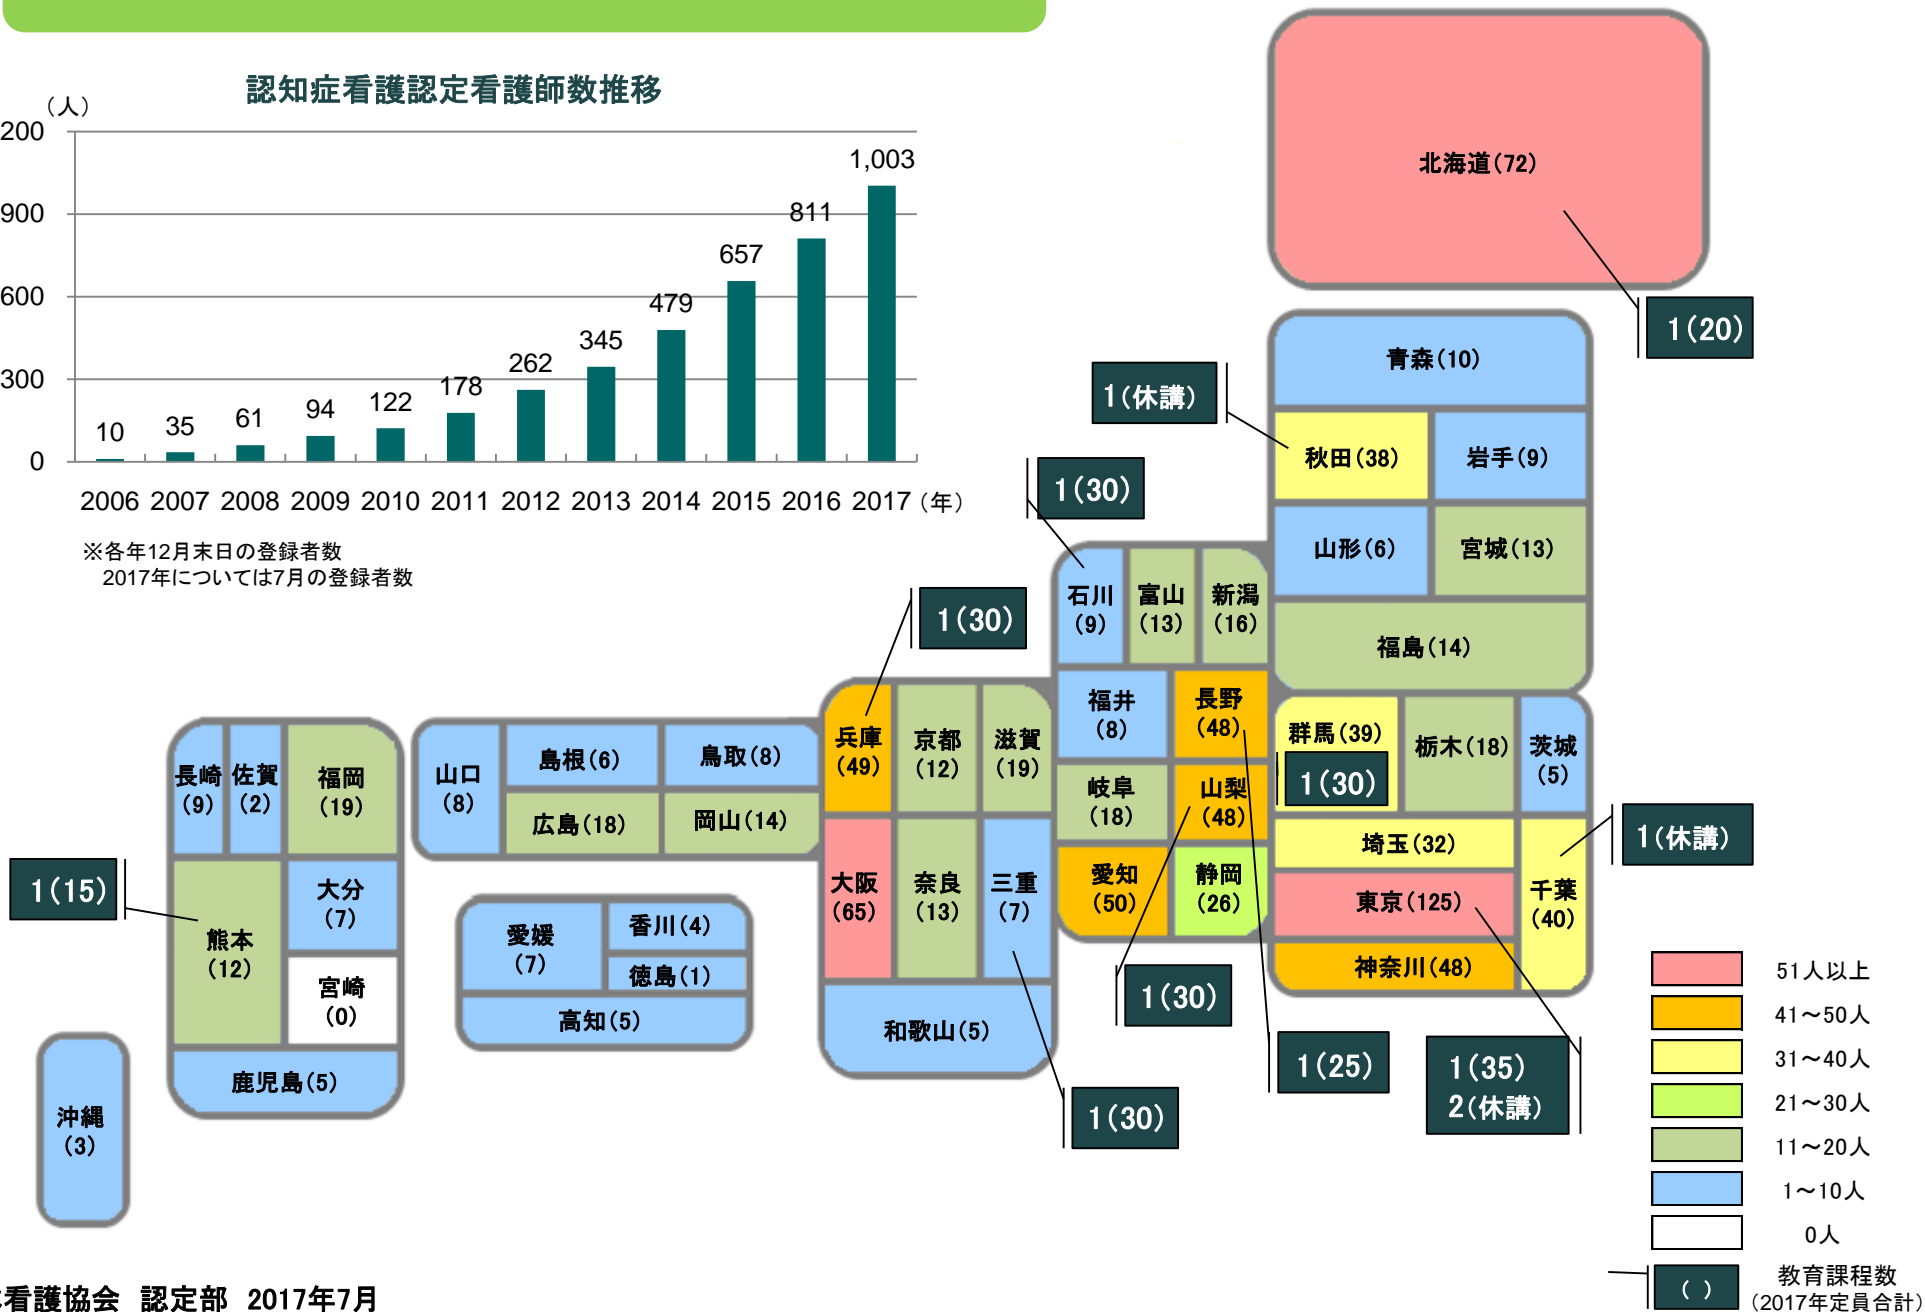 認知症看護認定看護師数推移
（人）
200
900
600
300
0
10
35
61
94
122
178
262
345
479
657
811
1,003
2006 2007 2008 2009 2010 2011 2012 2013 2014 2015 2016 2017（年）
※各年12月末日の登録者数
2017年については7月の登録者数
北海道(72)
1(20)
青森(10)
1(休講)
秋田(38)
岩手(9)
山形(6)
宮城(13)
福島(14)
1(30)
石川
(9)
富山
(13)
新潟
(16)
福井
(8)
長野
(48)
岐阜
(18)
山梨
(48)
愛知
(50)
静岡
(26)
群馬(39)
1(30)
栃木(18)
茨城
(5)
埼玉(32)
東京(125)
神奈川(48)
千葉
(40)
1(休講)
1(30)
1(25)
1(35)
2(休講)
1(30)
兵庫
(49)
京都
(12)
滋賀
(19)
大阪
(65)
奈良
(13)
三重
(7)
和歌山(5)
1(30)
山口
(8)
島根(6)
鳥取(8)
広島(18)
岡山(14)
愛媛
(7)
香川(4)
徳島(1)
高知(5)
長崎
(9)
佐賀
(2)
福岡
(19)
1(15)
熊本
(12)
大分
(7)
宮崎
(0)
鹿児島(5)
沖縄
(3)
51人以上
41～50人
31～40人
21～30人
11～20人
1～10人
0人
( )
教育課程数
(2017年定員合計)
看護協会 認定部 2017年7月